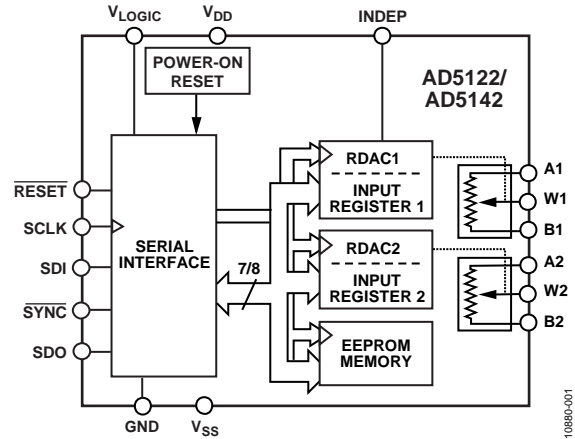 VLOGIC
VDD
INDEP
POWER-ON
RESET
AD5122/
AD5142
RDAC1
INPUT
REGISTER 1
A1
W1
B1
RESET
SCLK
SDI
SYNC
SDO
SERIAL
INTERFACE
7/8
RDAC2
INPUT
REGISTER 2
A2
W2
B2
EEPROM
MEMORY
GND
VSS
10880-001